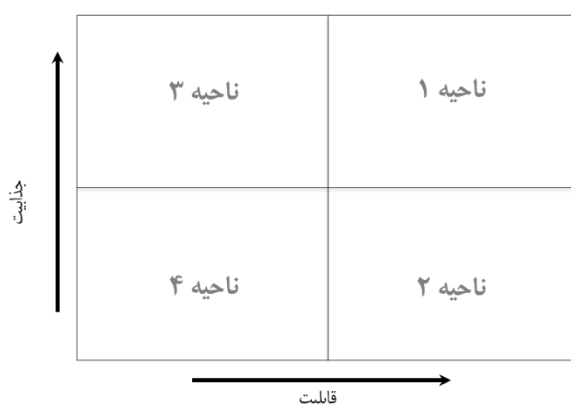 ناحیه ۱
ناحیه ۳
جذابیت
ناحیه ۲
ناحیه ۴
قابلیت